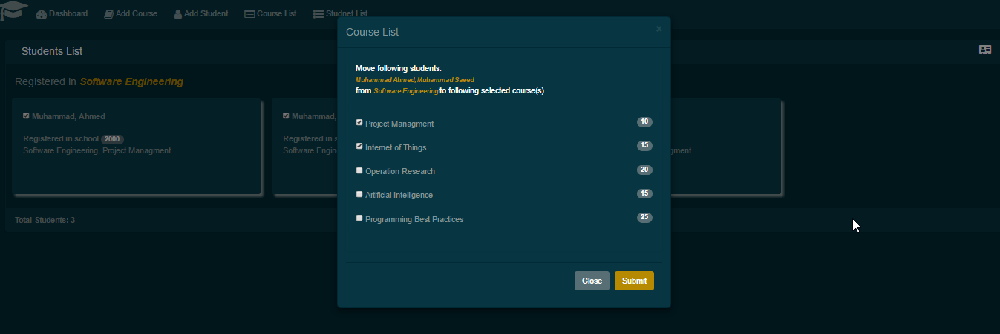 Dashboard Add Course Add Student Course List Studnet List
Course List ×
Students List
Move following students:
Muhammad Ahmed, Muhammad Saeed
from Software Engineering to following selected course(s)
Registered in Software Engineering
Muhammad, Ahmed
Registered in school 2000
Software Engineering, Project Managment
Muhammad,
Registered in s
Software Engin
gment
Project Managment 10
Internet of Things 15
Operation Research 20
Artificial Intelligence 15
Programming Best Practices 25
Total Students: 3
Close Submit